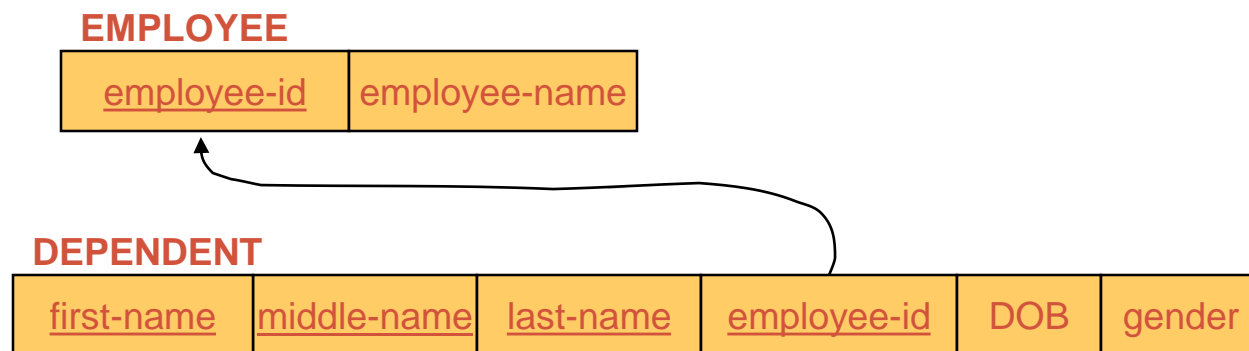 EMPLOYEE
employee-id employee-name
DEPENDENT
first-name middle-name last-name employee-id DOB gender